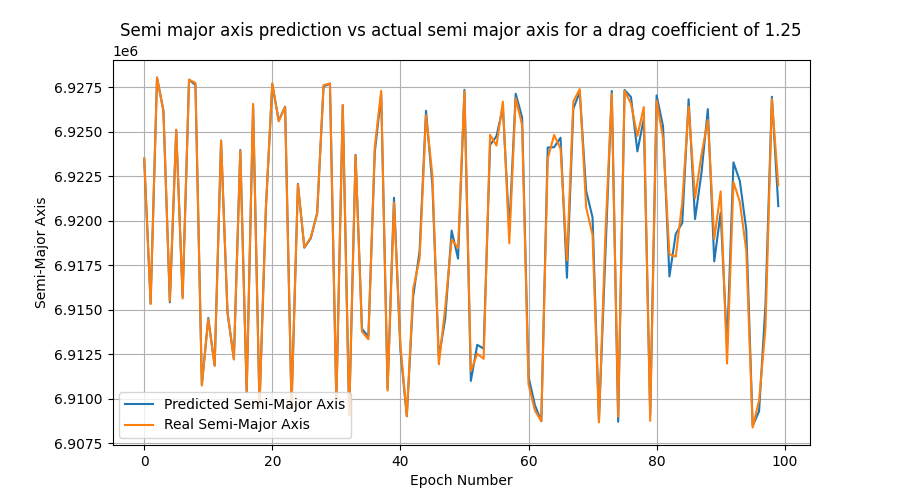 Semi major axis prediction vs actual semi major axis for a drag coefficient of 1.25
1e6
6.9275
6.9250
6.9225
6.9200
6.9175
6.9150
6.9125
6.9100
6.9075
Semi-Major Axis
Predicted Semi-Major Axis
Real Semi-Major Axis
0 20 40 60 80 100
Epoch Number